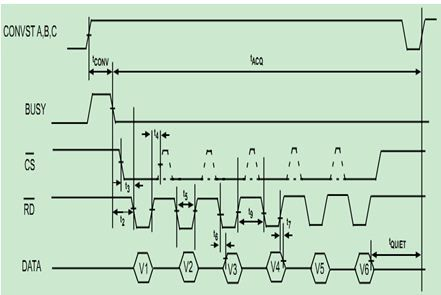 CONVST A,B,C
tCONV
tACQ
BUSY
t4
CS
t3
t5
RD
t2
t9
t7
t6
tQUIET
DATA V1 V2 V3 V4 V5 V6